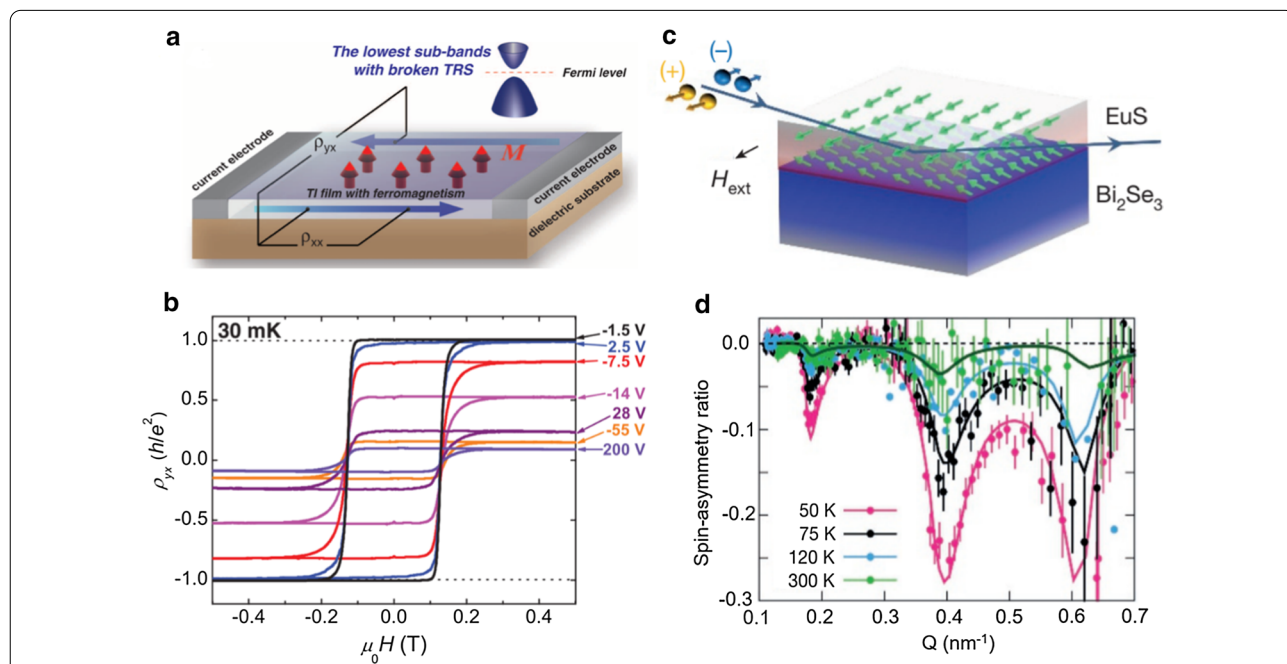 a
The lowest sub-bands
with broken TRS
Fermi level
current electrode
ρyx
M
TI film with ferromagnetism
ρxx
current electrode
dielectric substrate
b
30 mK
1.0
0.5
0.0
-0.5
-1.0
ρyx (h/e²)
-0.4
-0.2
0.0
0.2
0.4
μ₀H (T)
-1.5 V
2.5 V
-7.5 V
-14 V
28 V
-55 V
200 V
c
(+)
(−)
Hext
EuS
Bi₂Se₃
d
0.0
-0.1
-0.2
-0.3
Spin-asymmetry ratio
50 K
75 K
120 K
300 K
0.1
0.2
0.3
0.4
0.5
0.6
0.7
Q (nm⁻¹)